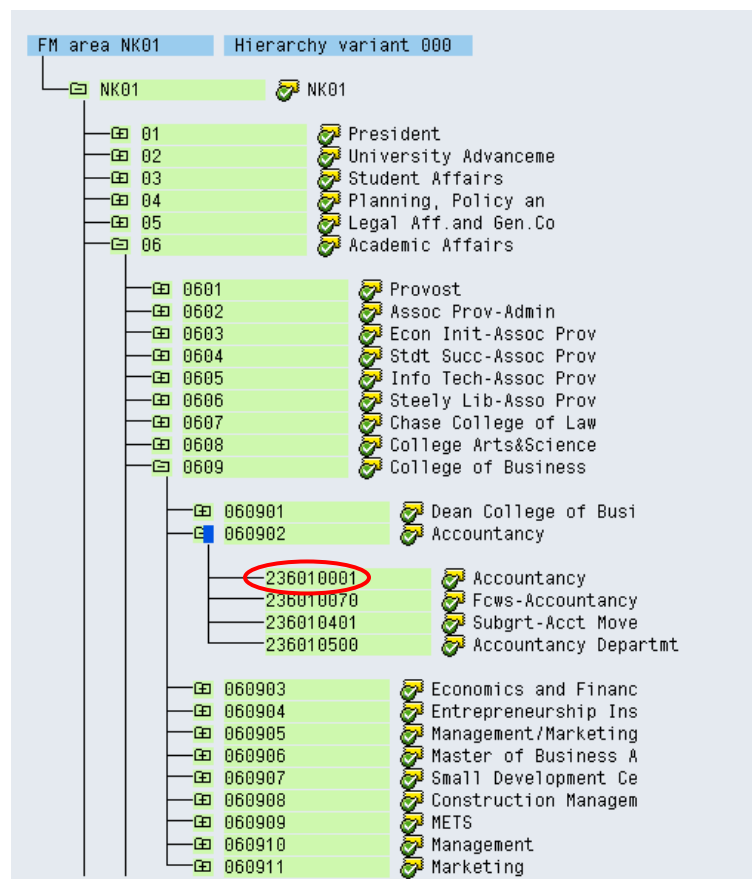 FM area NK01 Hierarchy variant 000
NK01 NK01
01 President
02 University Advanceme
03 Student Affairs
04 Planning, Policy an
05 Legal Aff.and Gen.Co
06 Academic Affairs
0601 Provost
0602 Assoc Prov-Admin
0603 Econ Init-Assoc Prov
0604 Stdt Succ-Assoc Prov
0605 Info Tech-Assoc Prov
0606 Steely Lib-Asso Prov
0607 Chase College of Law
0608 College Arts&Science
0609 College of Business
060901 Dean College of Busi
060902 Accountancy
236010001 Accountancy
236010070 Fcws-Accountancy
236010401 Subgrt-Acct Move
236010500 Accountancy Departmt
060903 Economics and Financ
060904 Entrepreneurship Ins
060905 Management/Marketing
060906 Master of Business A
060907 Small Development Ce
060908 Construction Managem
060909 METS
060910 Management
060911 Marketing